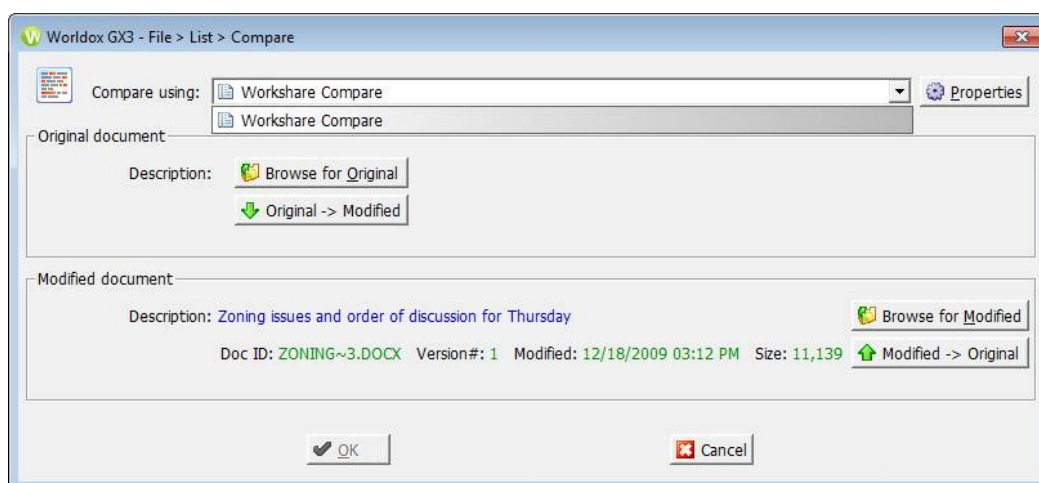 Worldox GX3 - File > List > Compare
Compare using: Workshare Compare Properties
Workshare Compare
Original document
Description: Browse for Original
Original -> Modified
Modified document
Description: Zoning issues and order of discussion for Thursday Browse for Modified
Doc ID: ZONING~3.DOCX Version#: 1 Modified: 12/18/2009 03:12 PM Size: 11,139 Modified -> Original
OK Cancel